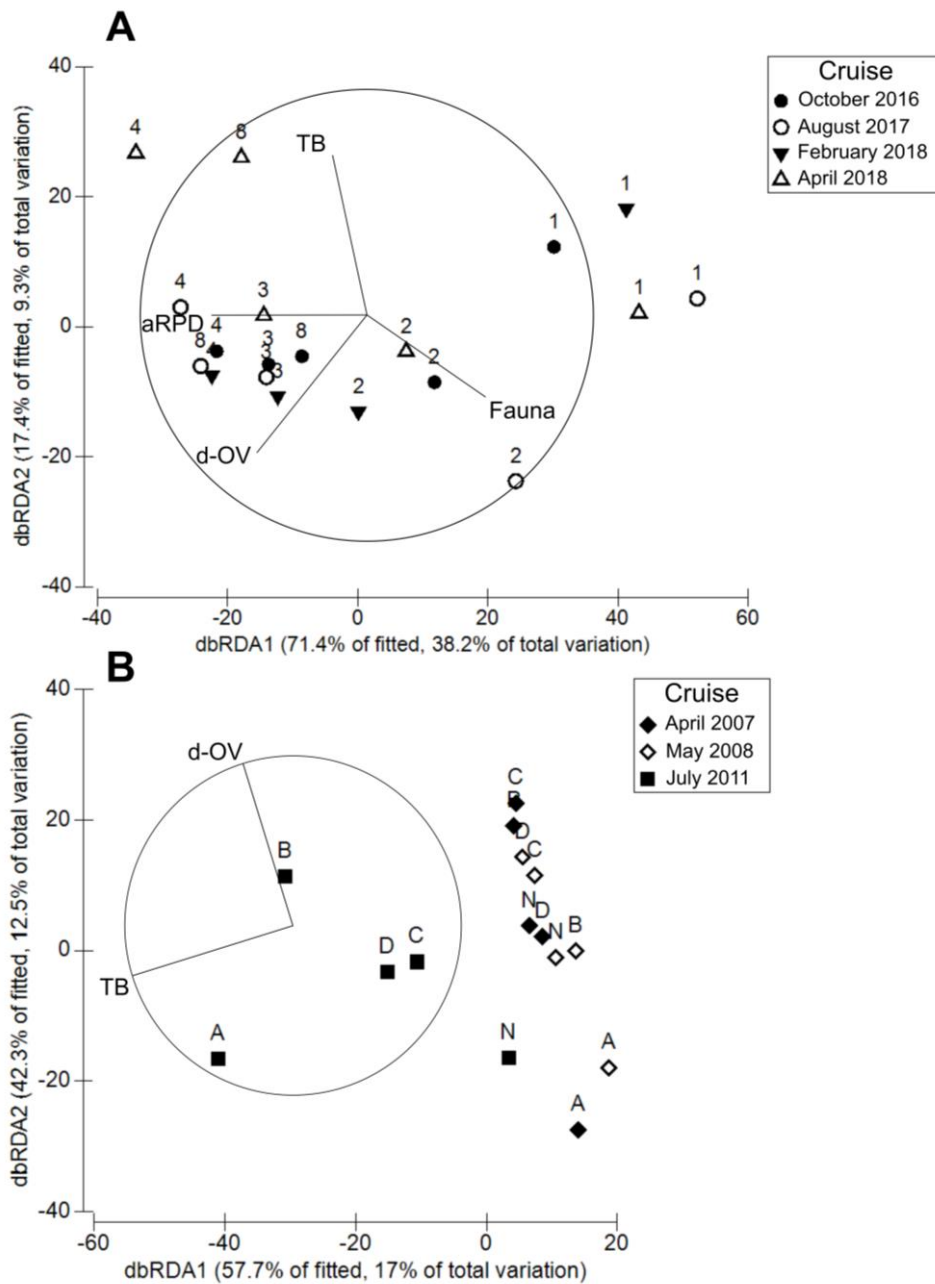 A
40
20
0
-20
-40
dbRDA2 (17.4% of fitted, 9.3% of total variation)
Cruise
October 2016
August 2017
February 2018
April 2018
4
8
TB
1
1
1
1
4
3
aRPD
4
8
3
3
3
8
2
2
2
Fauna
d-OV
2
-40
-20
0
20
40
60
dbRDA1 (71.4% of fitted, 38.2% of total variation)
B
40
20
0
-20
-40
dbRDA2 (42.3% of fitted, 12.5% of total variation)
Cruise
April 2007
May 2008
July 2011
d-OV
C
B
D
C
B
N
D
N
B
D
C
TB
A
N
A
A
-60
-40
-20
0
20
dbRDA1 (57.7% of fitted, 17% of total variation)